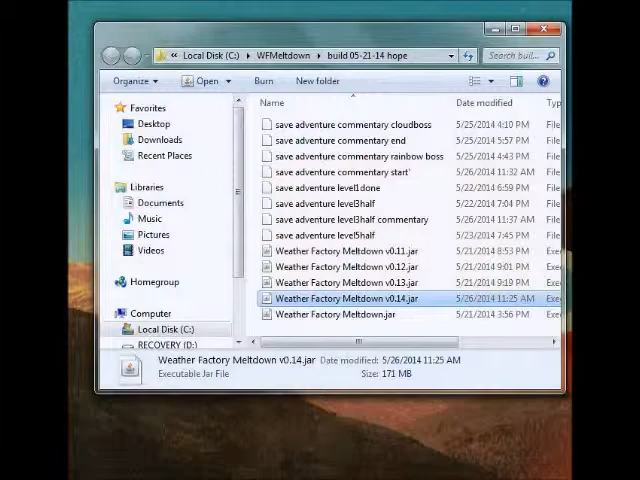 « Local Disk (C:) ▸ WFMeltdown ▸ build 05-21-14 hope
Search buil...
Organize Open Burn New folder
Name Date modified Typ
Favorites
Desktop
Downloads
Recent Places
Libraries
Documents
Music
Pictures
Videos
Homegroup
Computer
Local Disk (C:)
RECOVERY (D:)
save adventure commentary cloudboss 5/25/2014 4:10 PM File
save adventure commentary end 5/25/2014 5:57 PM File
save adventure commentary rainbow boss 5/25/2014 4:43 PM File
save adventure commentary start' 5/26/2014 11:32 AM File
save adventure level1done 5/22/2014 6:59 PM File
save adventure level3half 5/22/2014 7:04 PM File
save adventure level3half commentary 5/26/2014 11:37 AM File
save adventure level5half 5/23/2014 7:45 PM File
Weather Factory Meltdown v0.11.jar 5/21/2014 8:53 PM Exec
Weather Factory Meltdown v0.12.jar 5/21/2014 9:01 PM Exec
Weather Factory Meltdown v0.13.jar 5/21/2014 9:19 PM Exec
Weather Factory Meltdown v0.14.jar 5/26/2014 11:25 AM Exec
Weather Factory Meltdown.jar 5/21/2014 3:56 PM Exec
Weather Factory Meltdown v0.14.jar Date modified: 5/26/2014 11:25 AM
Executable Jar File Size: 171 MB